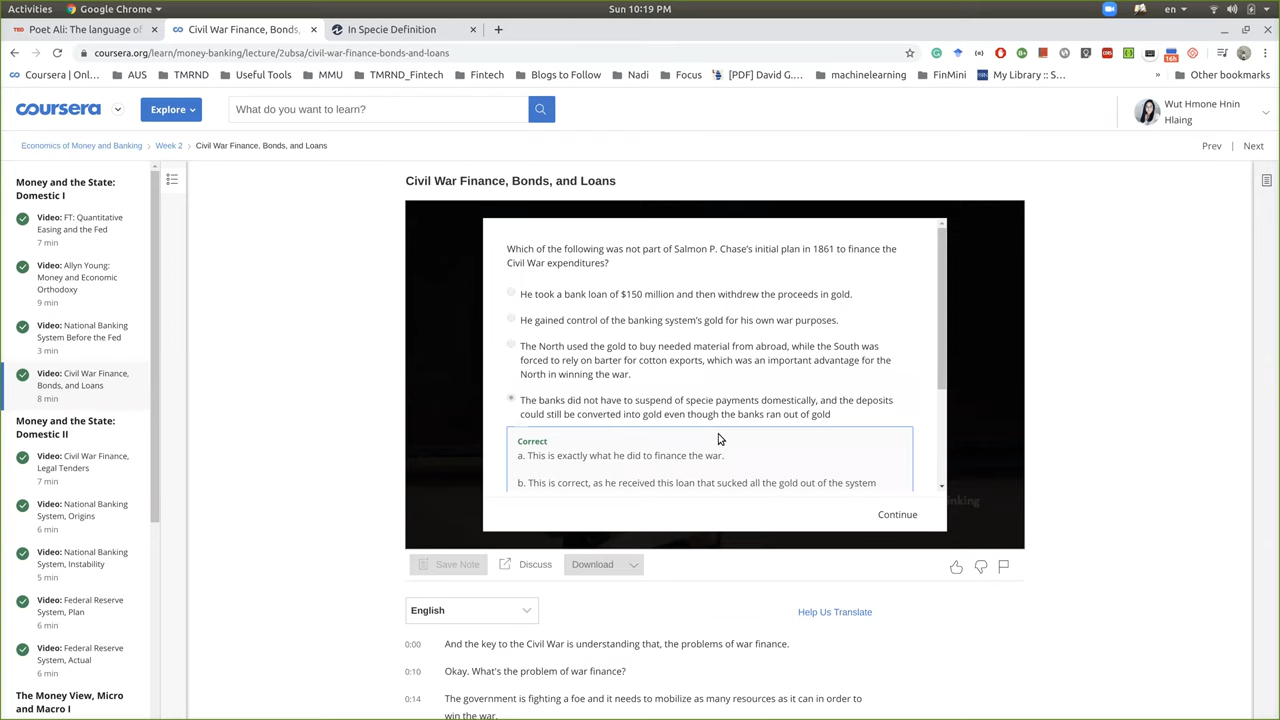 Activities
Google Chrome
Sun 10:19 PM
en
Poet Ali: The language of
Civil War Finance, Bonds,
In Specie Definition
coursera.org/learn/money-banking/lecture/2ubsa/civil-war-finance-bonds-and-loans
Coursera | Onl...
AUS
TMRND
Useful Tools
MMU
TMRND_Fintech
Fintech
Blogs to Follow
Nadi
Focus
[PDF] David G....
machinelearning
FinMini
My Library :: S...
»
Other bookmarks
coursera
Explore
What do you want to learn?
Wut Hmone Hnin
Hlaing
Economics of Money and Banking
Week 2
Civil War Finance, Bonds, and Loans
Prev
Next
Money and the State:
Domestic I
Video: FT: Quantitative
Easing and the Fed
7 min
Video: Allyn Young:
Money and Economic
Orthodoxy
9 min
Video: National Banking
System Before the Fed
3 min
Video: Civil War Finance,
Bonds, and Loans
8 min
Money and the State:
Domestic II
Video: Civil War Finance,
Legal Tenders
7 min
Video: National Banking
System, Origins
6 min
Video: National Banking
System, Instability
5 min
Video: Federal Reserve
System, Plan
6 min
Video: Federal Reserve
System, Actual
6 min
The Money View, Micro
and Macro I
Civil War Finance, Bonds, and Loans
Which of the following was not part of Salmon P. Chase's initial plan in 1861 to finance the
Civil War expenditures?
He took a bank loan of $150 million and then withdrew the proceeds in gold.
He gained control of the banking system's gold for his own war purposes.
The North used the gold to buy needed material from abroad, while the South was
forced to rely on barter for cotton exports, which was an important advantage for the
North in winning the war.
The banks did not have to suspend of specie payments domestically, and the deposits
could still be converted into gold even though the banks ran out of gold
Correct
a. This is exactly what he did to finance the war.
b. This is correct, as he received this loan that sucked all the gold out of the system
Continue
Save Note
Discuss
Download
English
Help Us Translate
0:00 And the key to the Civil War is understanding that, the problems of war finance.
0:10 Okay. What's the problem of war finance?
0:14 The government is fighting a foe and it needs to mobilize as many resources as it can in order to
win the war.